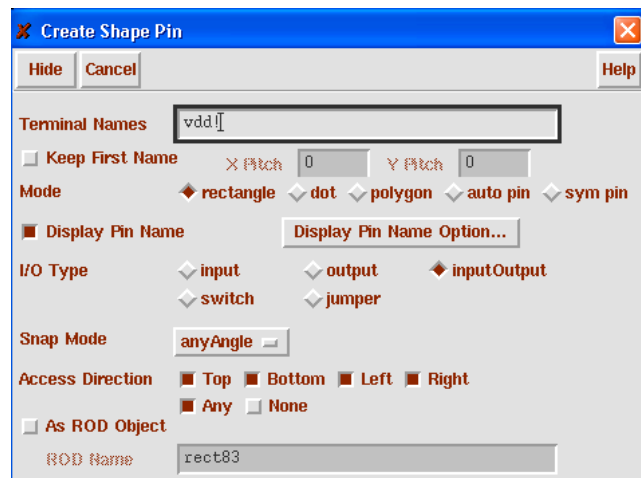 Create Shape Pin
Hide Cancel Help
Terminal Names vdd!
Keep First Name X Pitch 0 Y Pitch 0
Mode rectangle dot polygon auto pin sym pin
Display Pin Name Display Pin Name Option...
I/O Type input output inputOutput
switch jumper
Snap Mode anyAngle
Access Direction Top Bottom Left Right
Any None
As ROD Object
ROD Name rect83